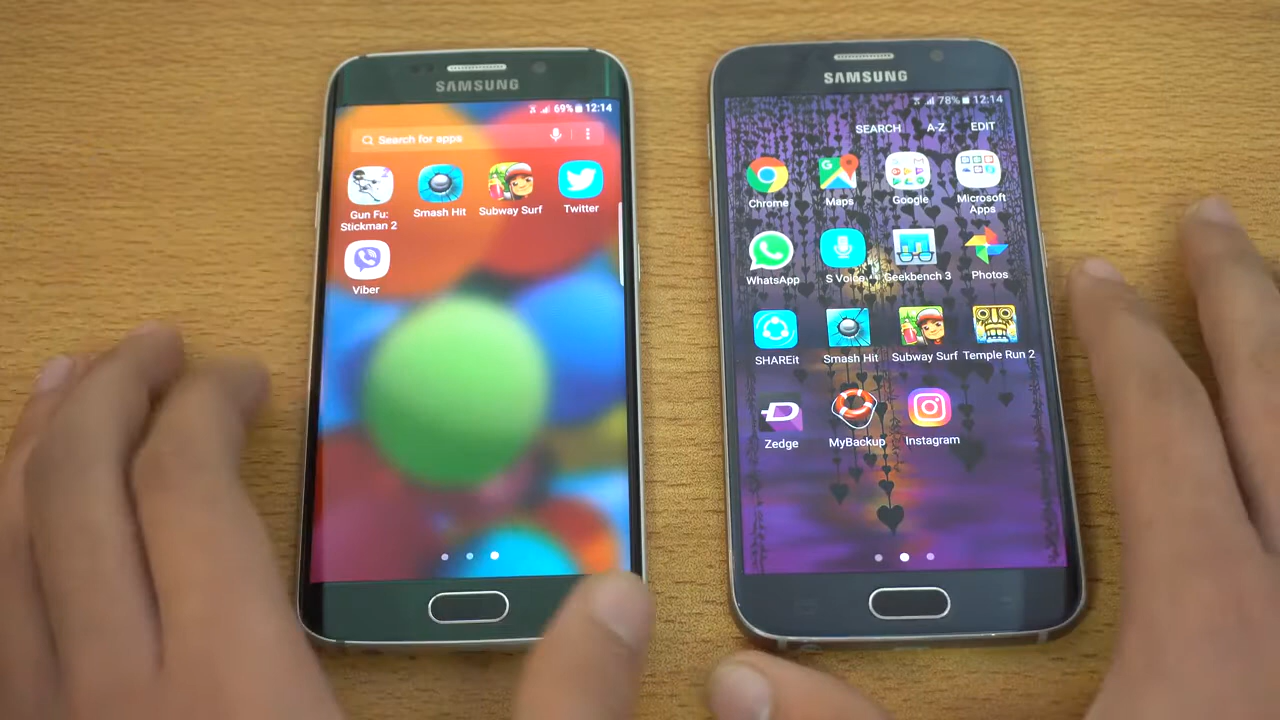 SAMSUNG
69% 12:14
Search for apps
Gun Fu: Stickman 2
Smash Hit
Subway Surf
Twitter
Viber
SAMSUNG
78% 12:14
SEARCH A-Z EDIT
Chrome
Maps
Google
Microsoft Apps
WhatsApp
S Voice
Geekbench 3
Photos
SHAREit
Smash Hit
Subway Surf
Temple Run 2
Zedge
MyBackup
Instagram